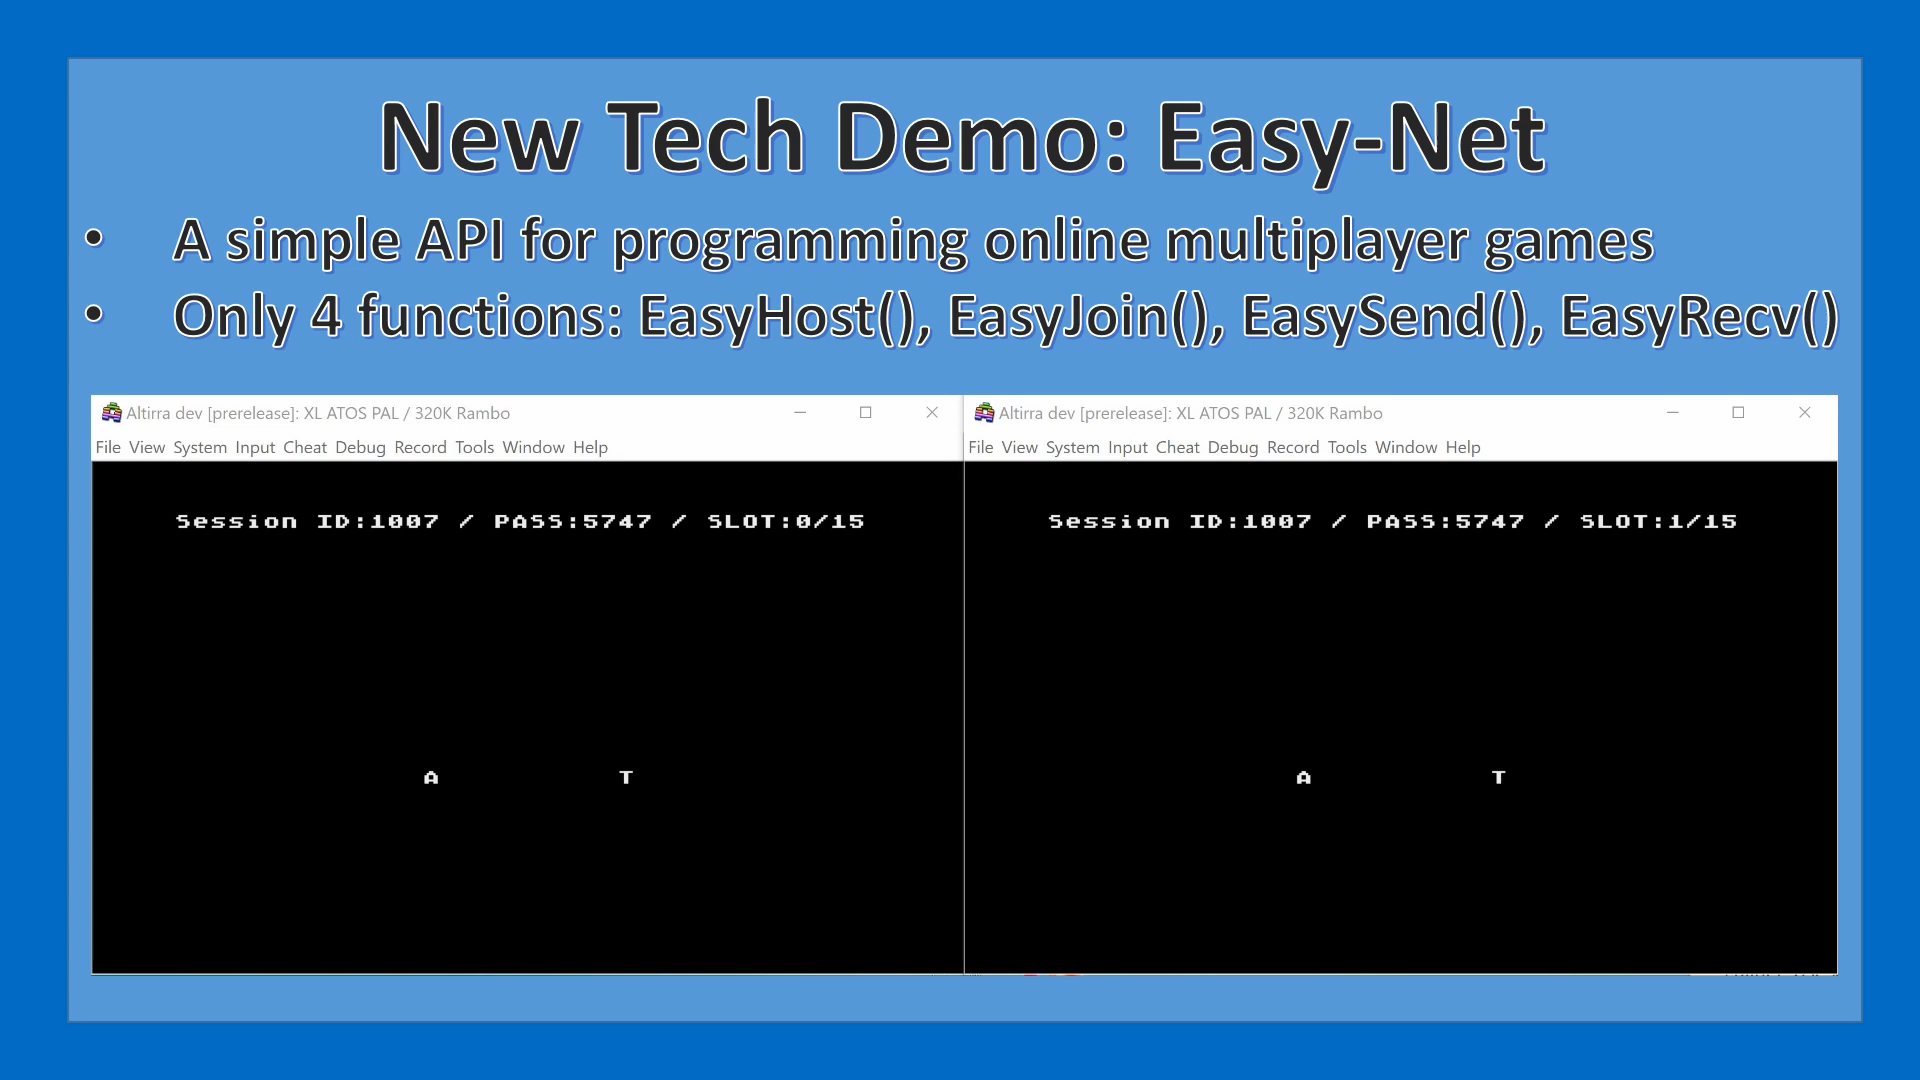 New Tech Demo: Easy-Net
• A simple API for programming online multiplayer games
• Only 4 functions: EasyHost(), EasyJoin(), EasySend(), EasyRecv()
Altirra dev [prerelease]: XL ATOS PAL / 320K Rambo
File View System Input Cheat Debug Record Tools Window Help
Session ID:1007 / PASS:5747 / SLOT:0/15
A T
Altirra dev [prerelease]: XL ATOS PAL / 320K Rambo
File View System Input Cheat Debug Record Tools Window Help
Session ID:1007 / PASS:5747 / SLOT:1/15
A T